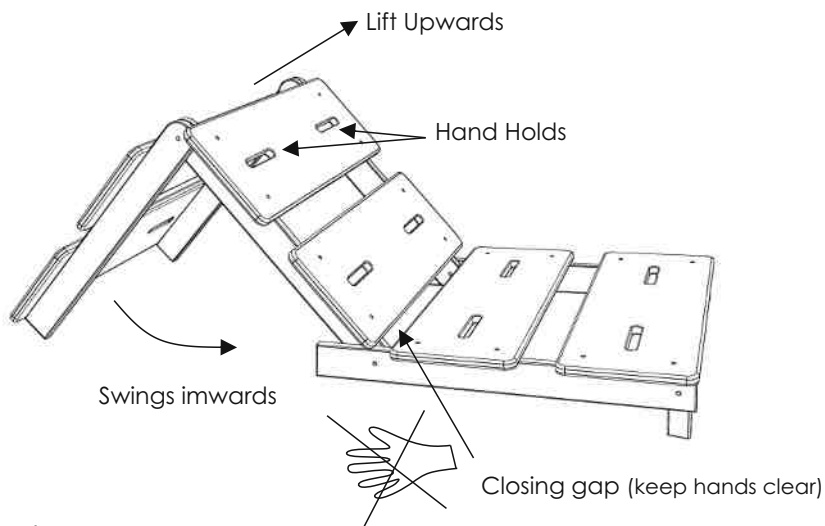 Lift Upwards
Hand Holds
Swings imwards
Closing gap (keep hands clear)